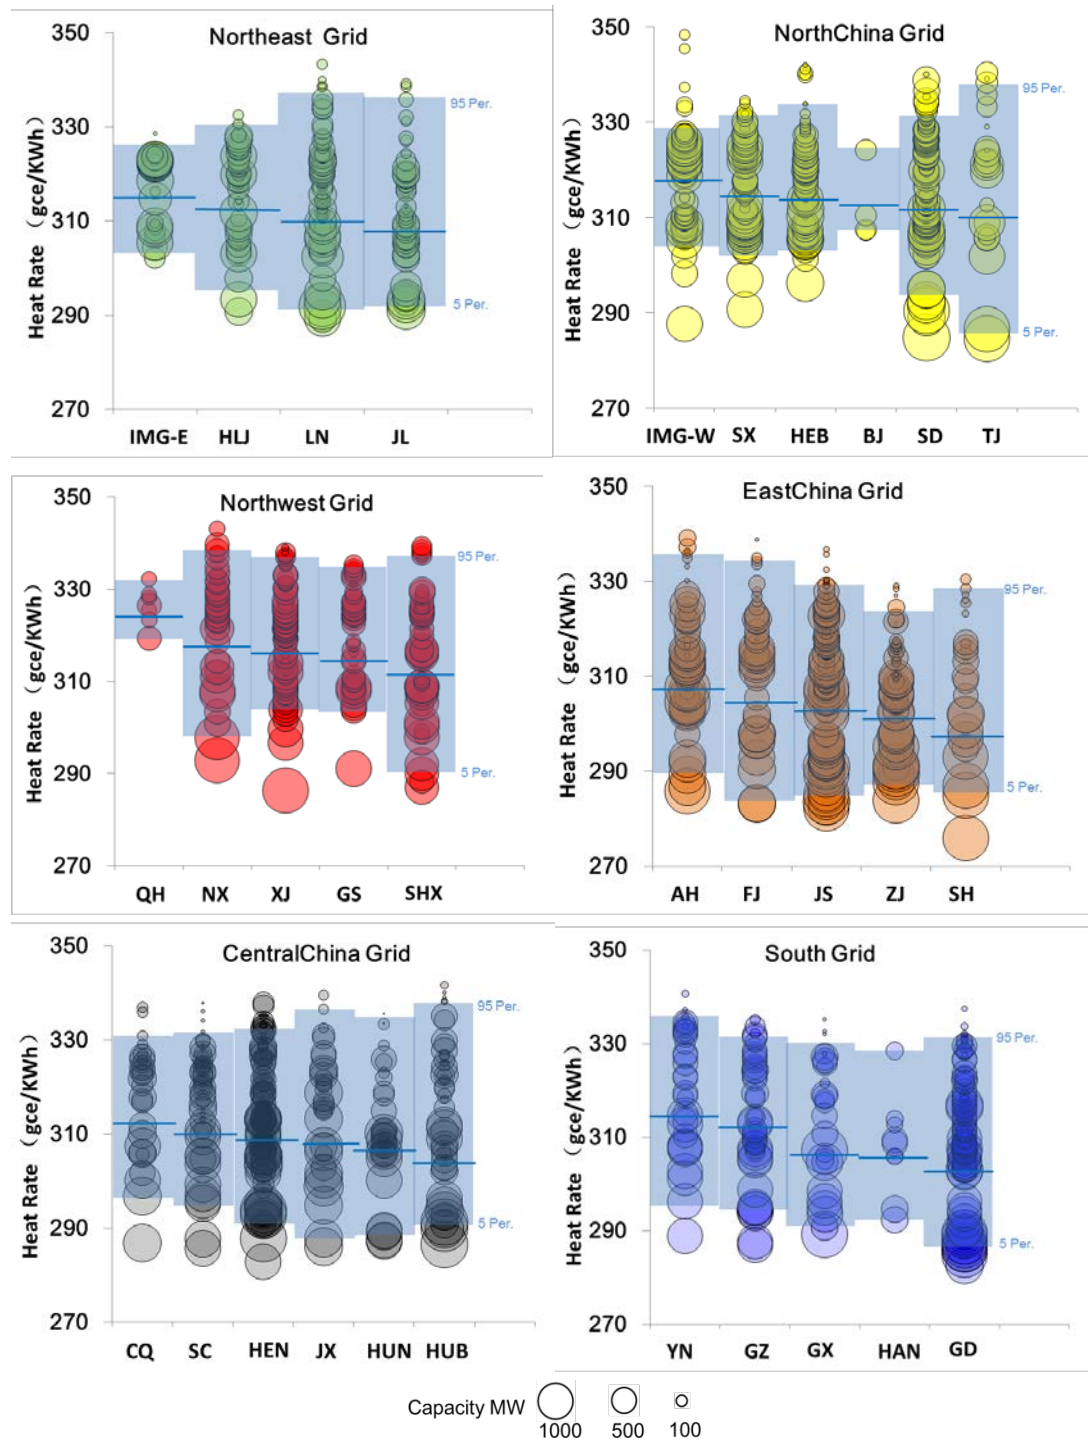 Northeast Grid
Heat Rate (gce/KWh)
350
330
310
290
270
95 Per.
5 Per.
IMG-E HLJ LN JL
NorthChina Grid
Heat Rate (gce/KWh)
350
330
310
290
270
95 Per.
5 Per.
IMG-W SX HEB BJ SD TJ
Northwest Grid
Heat Rate (gce/KWh)
350
330
310
290
270
95 Per.
5 Per.
QH NX XJ GS SHX
EastChina Grid
Heat Rate (gce/KWh)
350
330
310
290
270
95 Per.
5 Per.
AH FJ JS ZJ SH
CentralChina Grid
Heat Rate (gce/KWh)
350
330
310
290
270
95 Per.
5 Per.
CQ SC HEN JX HUN HUB
South Grid
Heat Rate (gce/KWh)
350
330
310
290
270
95 Per.
5 Per.
YN GZ GX HAN GD
Capacity MW
1000 500 100